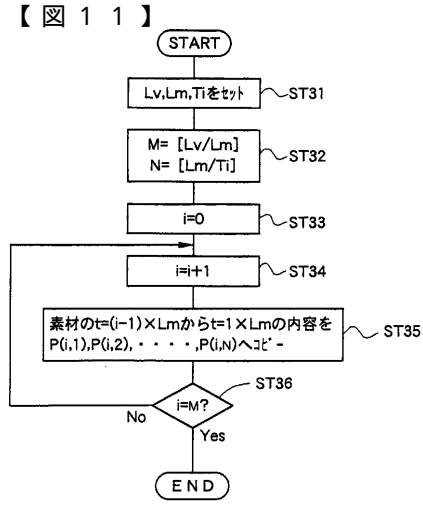 【図11】
START
Lv,Lm,Tiをｾｯﾄ
ST31
M= [Lv/Lm]
N= [Lm/Ti]
ST32
i=0
ST33
i=i+1
ST34
素材のt=(i-1)×Lmからt=1×Lmの内容を
P(i,1),P(i,2),・・・・,P(i,N)へｺﾋﾟｰ
ST35
i=M?
ST36
No
Yes
END